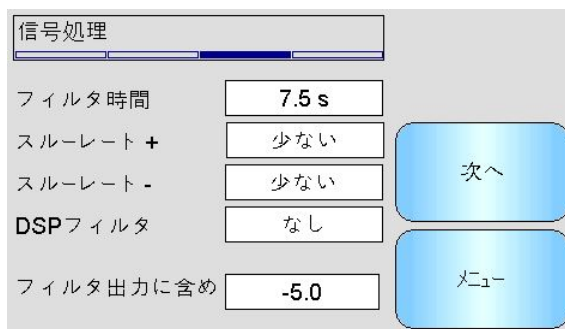 信号処理
フィルタ時間 7.5 s
スルーレート + 少ない
スルーレート - 少ない
DSPフィルタ なし
フィルタ出力に含め -5.0
次へ
メニュー